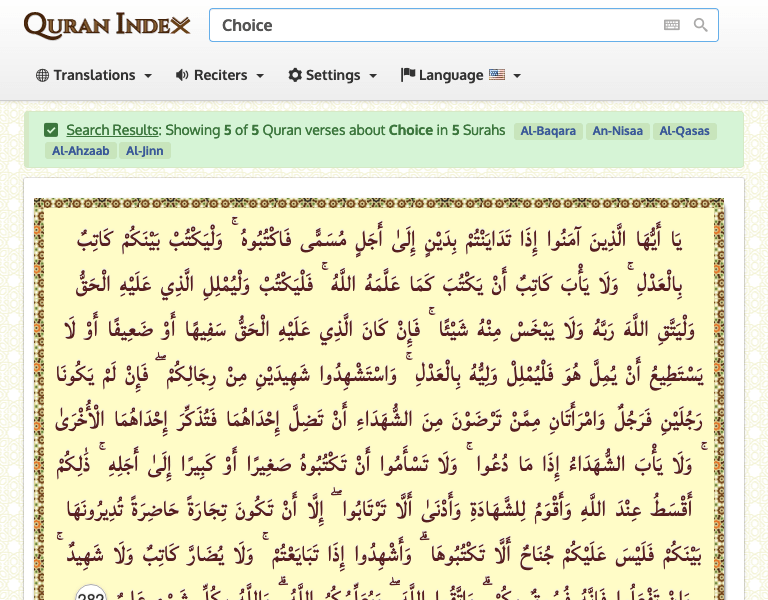 QURAN INDEX
Choice
Translations
Reciters
Settings
Language
Search Results: Showing 5 of 5 Quran verses about Choice in 5 Surahs Al-Baqara An-Nisaa Al-Qasas
Al-Ahzaab Al-Jinn
يَا أَيُّهَا الَّذِينَ آمَنُوا إِذَا تَدَايَنْتُمْ بِدَيْنٍ إِلَىٰ أَجَلٍ مُسَمًّى فَاكْتُبُوهُ ۚ وَلْيَكْتُبْ بَيْنَكُمْ كَاتِبٌ
بِالْعَدْلِ ۚ وَلَا يَأْبَ كَاتِبٌ أَنْ يَكْتُبَ كَمَا عَلَّمَهُ اللَّهُ ۚ فَلْيَكْتُبْ وَلْيُمْلِلِ الَّذِي عَلَيْهِ الْحَقُّ
وَلْيَتَّقِ اللَّهَ رَبَّهُ وَلَا يَبْخَسْ مِنْهُ شَيْئًا ۚ فَإِنْ كَانَ الَّذِي عَلَيْهِ الْحَقُّ سَفِيهًا أَوْ ضَعِيفًا أَوْ لَا
يَسْتَطِيعُ أَنْ يُمِلَّ هُوَ فَلْيُمْلِلْ وَلِيُّهُ بِالْعَدْلِ ۚ وَاسْتَشْهِدُوا شَهِيدَيْنِ مِنْ رِجَالِكُمْ ۖ فَإِنْ لَمْ يَكُونَا
رَجُلَيْنِ فَرَجُلٌ وَامْرَأَتَانِ مِمَّنْ تَرْضَوْنَ مِنَ الشُّهَدَاءِ أَنْ تَضِلَّ إِحْدَاهُمَا فَتُذَكِّرَ إِحْدَاهُمَا الْأُخْرَىٰ
ۚ وَلَا يَأْبَ الشُّهَدَاءُ إِذَا مَا دُعُوا ۚ وَلَا تَسْأَمُوا أَنْ تَكْتُبُوهُ صَغِيرًا أَوْ كَبِيرًا إِلَىٰ أَجَلِهِ ۚ ذَٰلِكُمْ
أَقْسَطُ عِنْدَ اللَّهِ وَأَقْوَمُ لِلشَّهَادَةِ وَأَدْنَىٰ أَلَّا تَرْتَابُوا ۖ إِلَّا أَنْ تَكُونَ تِجَارَةً حَاضِرَةً تُدِيرُونَهَا
بَيْنَكُمْ فَلَيْسَ عَلَيْكُمْ جُنَاحٌ أَلَّا تَكْتُبُوهَا ۗ وَأَشْهِدُوا إِذَا تَبَايَعْتُمْ ۚ وَلَا يُضَارَّ كَاتِبٌ وَلَا شَهِيدٌ ۚ